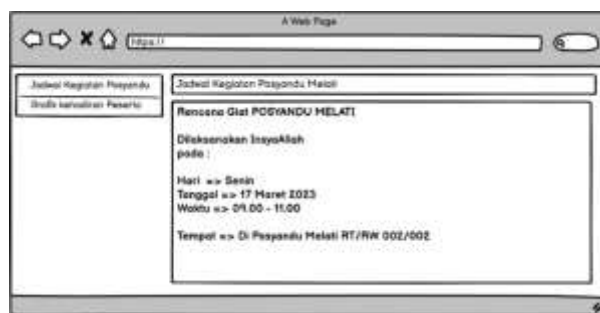 A Web Page
https://
Jadwal Kegiatan Posyandu
Grafik kehadiran Peserta
Jadwal Kegiatan Posyandu Melati
Rencana Giat POSYANDU MELATI
Dilaksanakan InsyaAllah
pada :
Hari => Senin
Tanggal => 17 Maret 2023
Waktu => 09.00 - 11.00
Tempat => Di Posyandu Melati RT/RW 002/002